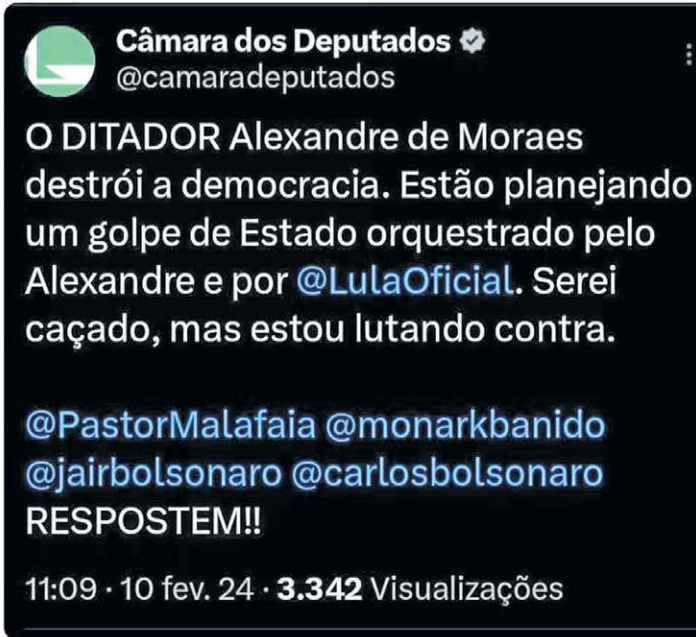 Câmara dos Deputados
@camaradeputados
O DITADOR Alexandre de Moraes
destrói a democracia. Estão planejando
um golpe de Estado orquestrado pelo
Alexandre e por @LulaOficial. Serei
caçado, mas estou lutando contra.
@PastorMalafaia @monarkbanido
@jairbolsonaro @carlosbolsonaro
RESPOSTEM!!
11:09 · 10 fev. 24 · 3.342 Visualizações